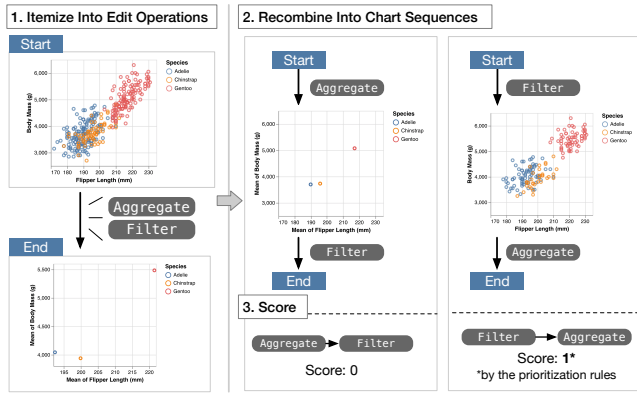 1. Itemize Into Edit Operations
Start
Species
Adelie
Chinstrap
Gentoo
Body Mass (g)
6,000
5,000
4,000
3,000
170 180 190 200 210 220 230
Flipper Length (mm)
Aggregate
Filter
End
Species
Adelie
Chinstrap
Gentoo
Mean of Body Mass (g)
5,500
5,000
4,500
4,000
195 200 205 210 215 220
Mean of Flipper Length (mm)
2. Recombine Into Chart Sequences
Start
Aggregate
Species
Adelie
Chinstrap
Gentoo
Mean of Body Mass (g)
6,000
5,000
4,000
3,000
170 180 190 200 210 220 230
Mean of Flipper Length (mm)
Filter
End
Start
Filter
Species
Adelie
Chinstrap
Gentoo
Body Mass (g)
6,000
5,000
4,000
3,000
170 180 190 200 210 220 230
Flipper Length (mm)
Aggregate
End
3. Score
Aggregate Filter
Score: 0
Filter Aggregate
Score: 1*
*by the prioritization rules